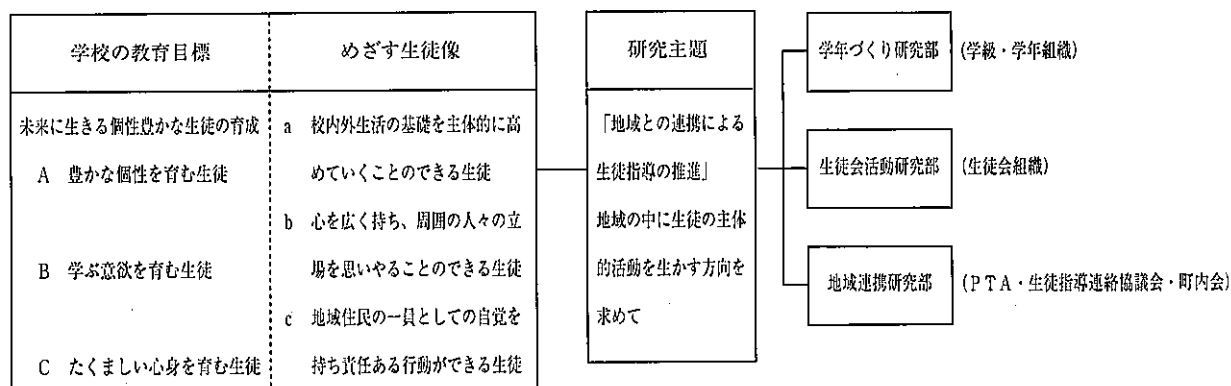 学校の教育目標
未来に生きる個性豊かな生徒の育成
A 豊かな個性を育む生徒
B 学ぶ意欲を育む生徒
C たくましい心身を育む生徒
めざす生徒像
a 校内外生活の基礎を主体的に高
めていくことのできる生徒
b 心を広く持ち、周囲の人々の立
場を思いやることのできる生徒
c 地域住民の一員としての自覚を
持ち責任ある行動ができる生徒
研究主題
「地域との連携による
生徒指導の推進」
地域の中に生徒の主体
的活動を生かす方向を
求めて
学年づくり研究部 (学級・学年組織)
生徒会活動研究部 (生徒会組織)
地域連携研究部 (PTA・生徒指導連絡協議会・町内会)